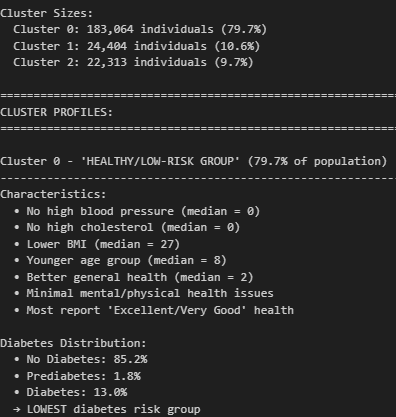 Cluster Sizes:
Cluster 0: 183,064 individuals (79.7%)
Cluster 1: 24,404 individuals (10.6%)
Cluster 2: 22,313 individuals (9.7%)
================================================================
CLUSTER PROFILES:
================================================================
Cluster 0 - 'HEALTHY/LOW-RISK GROUP' (79.7% of population)
----------------------------------------------------------------
Characteristics:
• No high blood pressure (median = 0)
• No high cholesterol (median = 0)
• Lower BMI (median = 27)
• Younger age group (median = 8)
• Better general health (median = 2)
• Minimal mental/physical health issues
• Most report 'Excellent/Very Good' health
Diabetes Distribution:
• No Diabetes: 85.2%
• Prediabetes: 1.8%
• Diabetes: 13.0%
→ LOWEST diabetes risk group